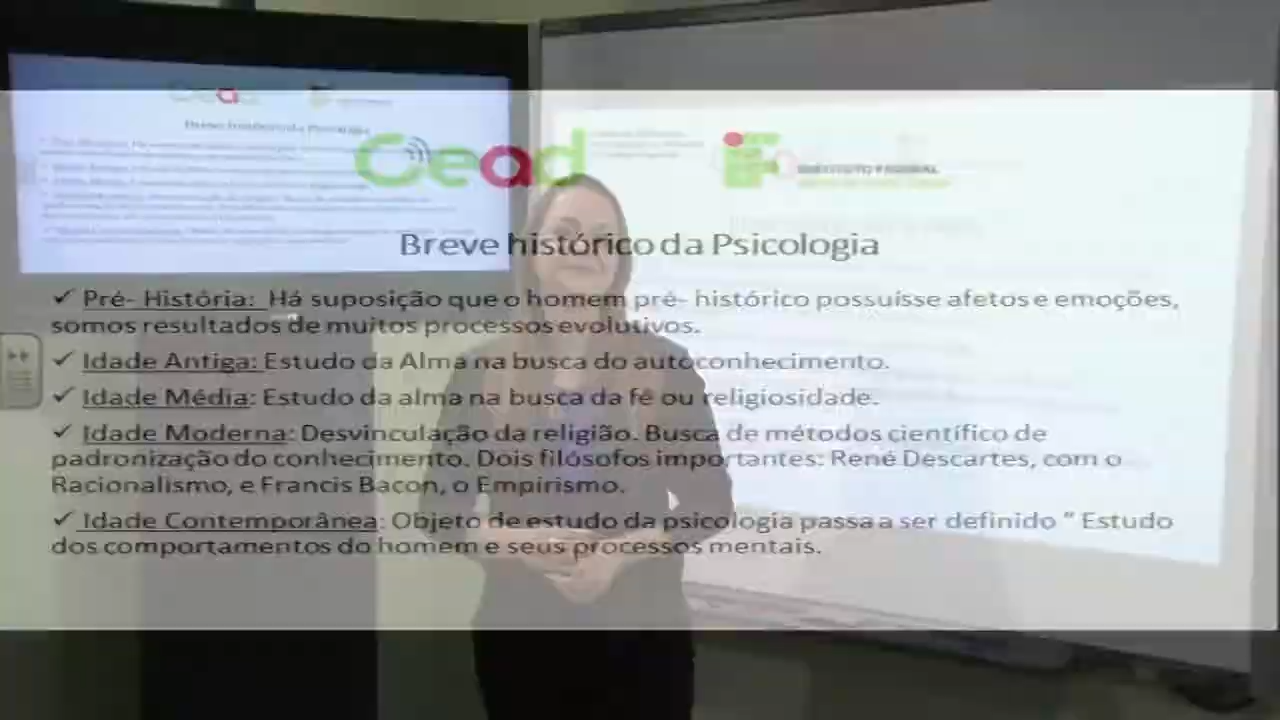 Cead
INSTITUTO FEDERAL
Breve histórico da Psicologia
✓ Pré- História: Há suposição que o homem pré- histórico possuísse afetos e emoções,
somos resultados de muitos processos evolutivos.
✓ Idade Antiga: Estudo da Alma na busca do autoconhecimento.
✓ Idade Média: Estudo da alma na busca da fé ou religiosidade.
✓ Idade Moderna: Desvinculação da religião. Busca de métodos científico de
padronização do conhecimento. Dois filósofos importantes: René Descartes, com o
Racionalismo, e Francis Bacon, o Empirismo.
✓ Idade Contemporânea: Objeto de estudo da psicologia passa a ser definido “ Estudo
dos comportamentos do homem e seus processos mentais.